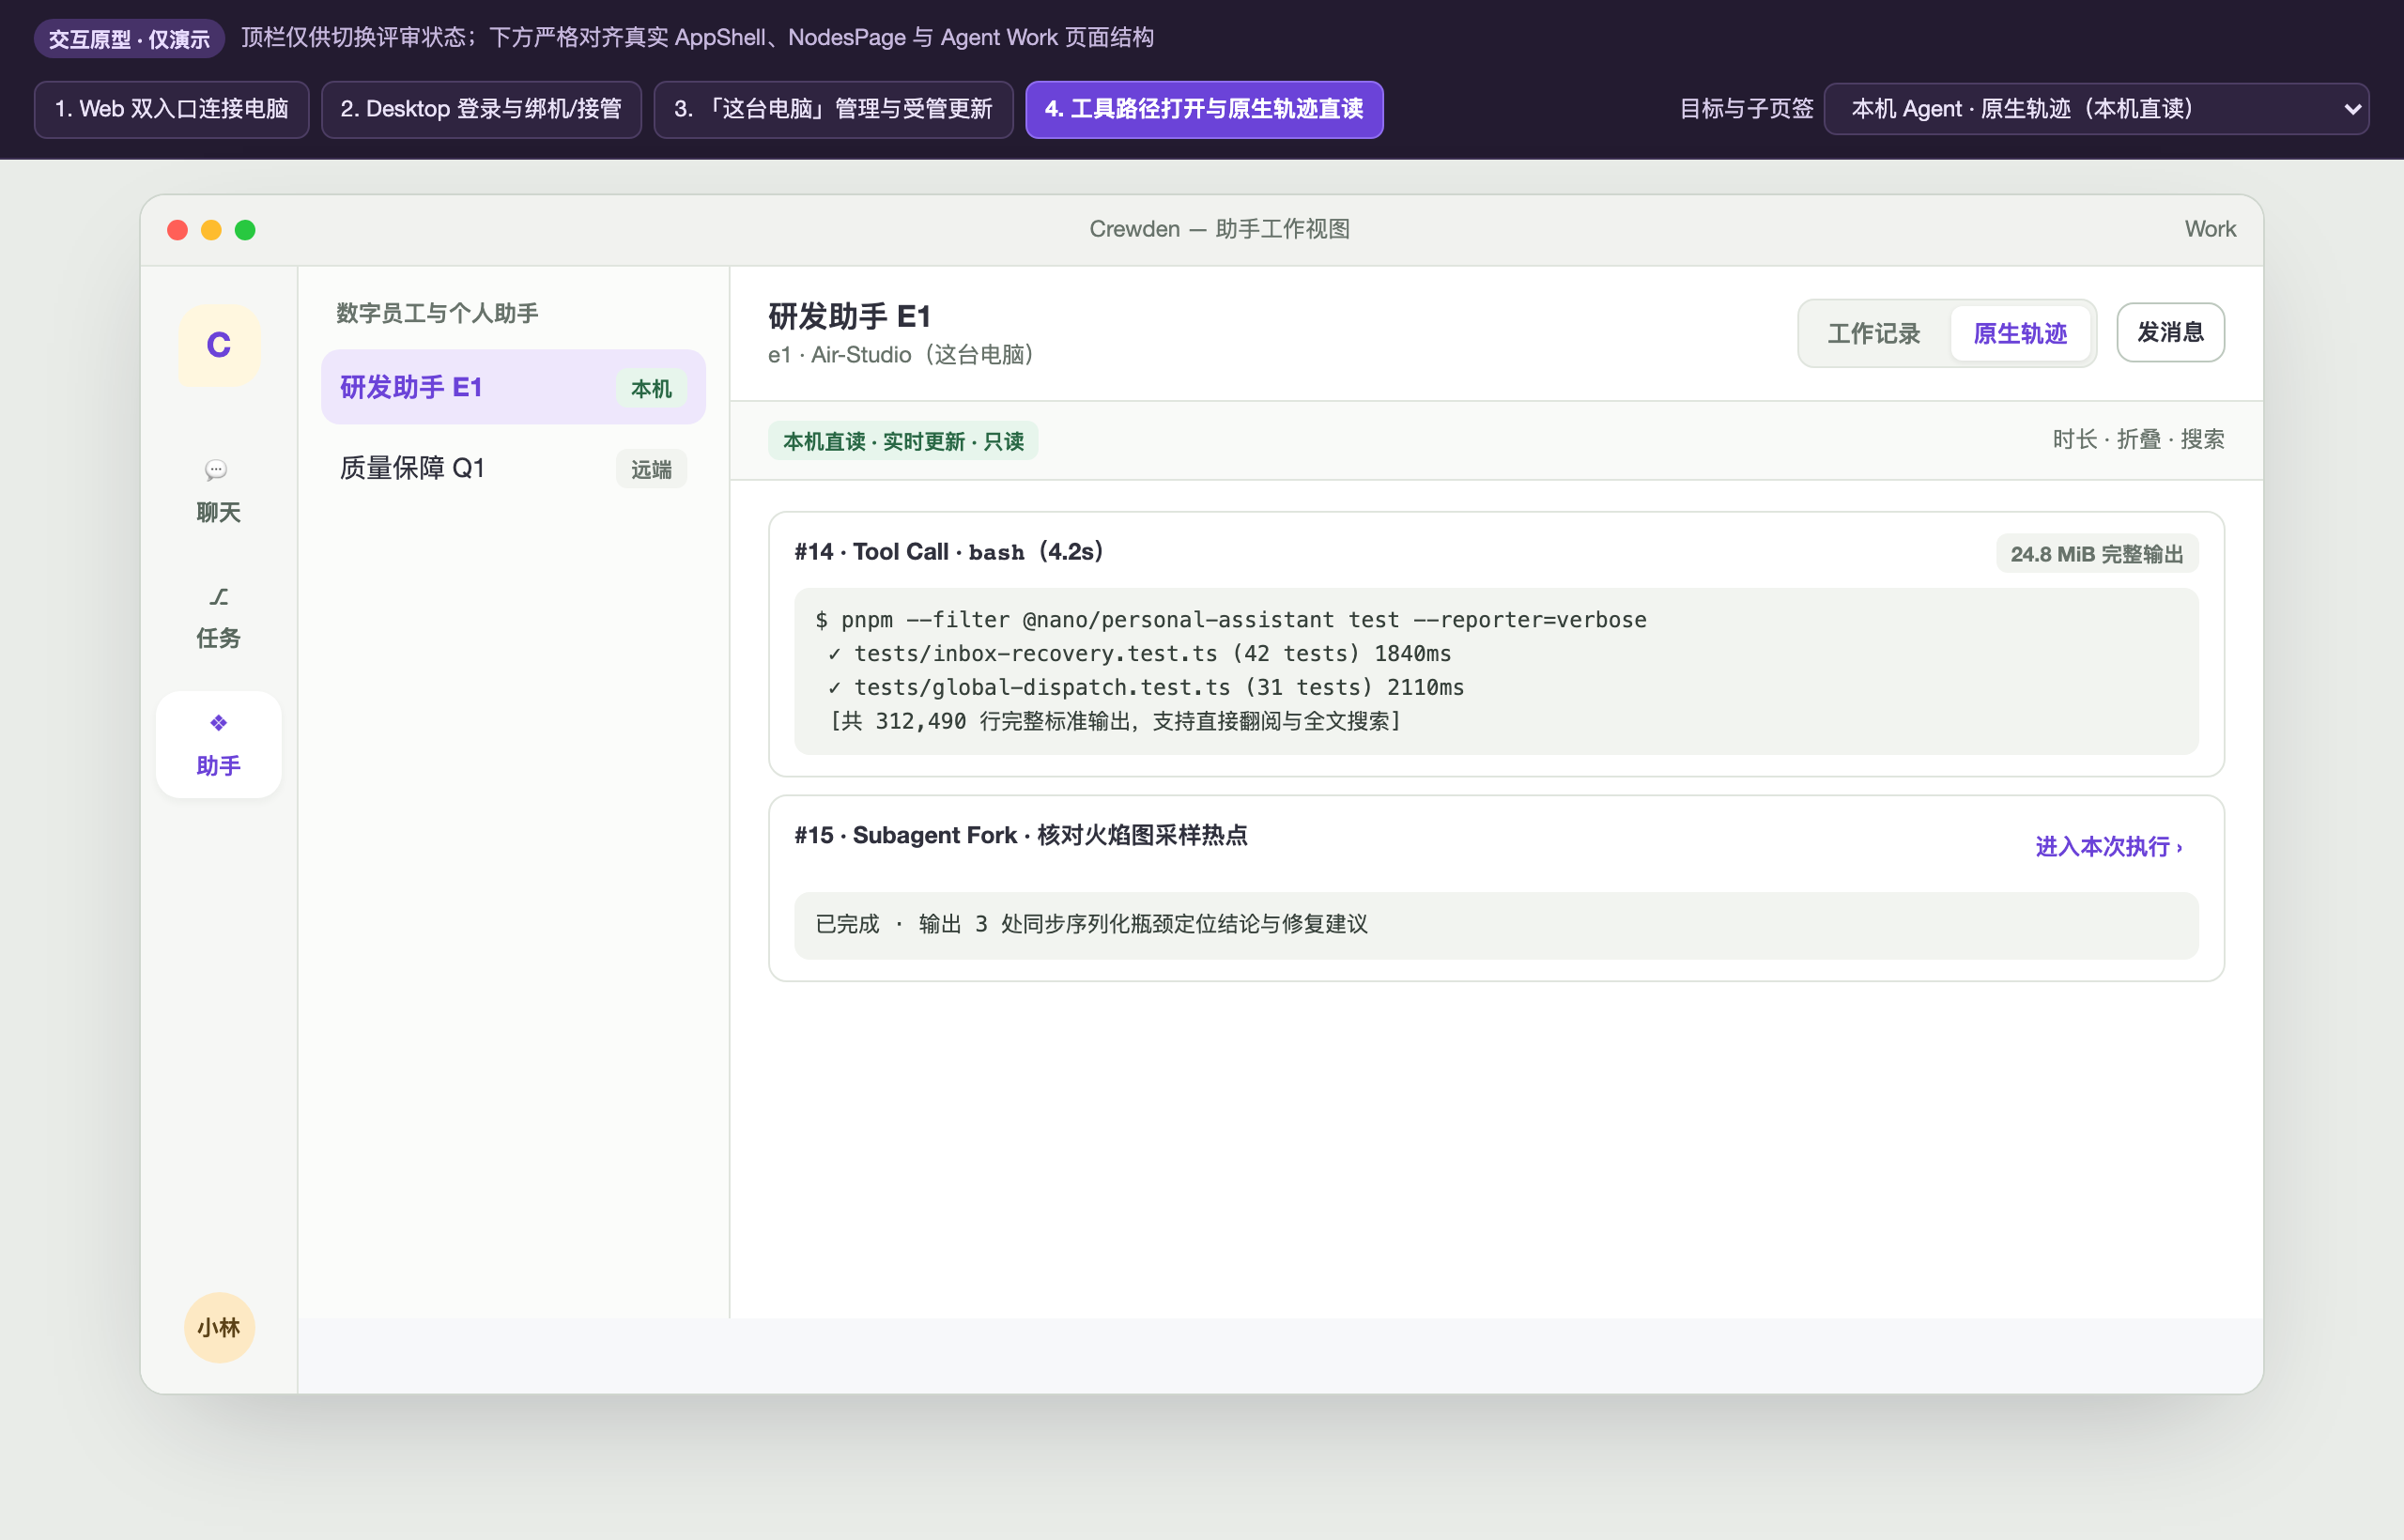 交互原型 · 仅演示
顶栏仅供切换评审状态；下方严格对齐真实 AppShell、NodesPage 与 Agent Work 页面结构
1. Web 双入口连接电脑
2. Desktop 登录与绑机/接管
3. 「这台电脑」管理与受管更新
4. 工具路径打开与原生轨迹直读
目标与子页签
本机 Agent · 原生轨迹（本机直读）
Crewden — 助手工作视图
Work
C
聊天
任务
助手
小林
数字员工与个人助手
研发助手 E1
本机
质量保障 Q1
远端
研发助手 E1
e1 · Air-Studio（这台电脑）
工作记录
原生轨迹
发消息
本机直读 · 实时更新 · 只读
时长 · 折叠 · 搜索
#14 · Tool Call · bash（4.2s）
24.8 MiB 完整输出
$ pnpm --filter @nano/personal-assistant test --reporter=verbose
✓ tests/inbox-recovery.test.ts (42 tests) 1840ms
✓ tests/global-dispatch.test.ts (31 tests) 2110ms
[共 312,490 行完整标准输出，支持直接翻阅与全文搜索]
#15 · Subagent Fork · 核对火焰图采样热点
进入本次执行 ›
已完成 · 输出 3 处同步序列化瓶颈定位结论与修复建议